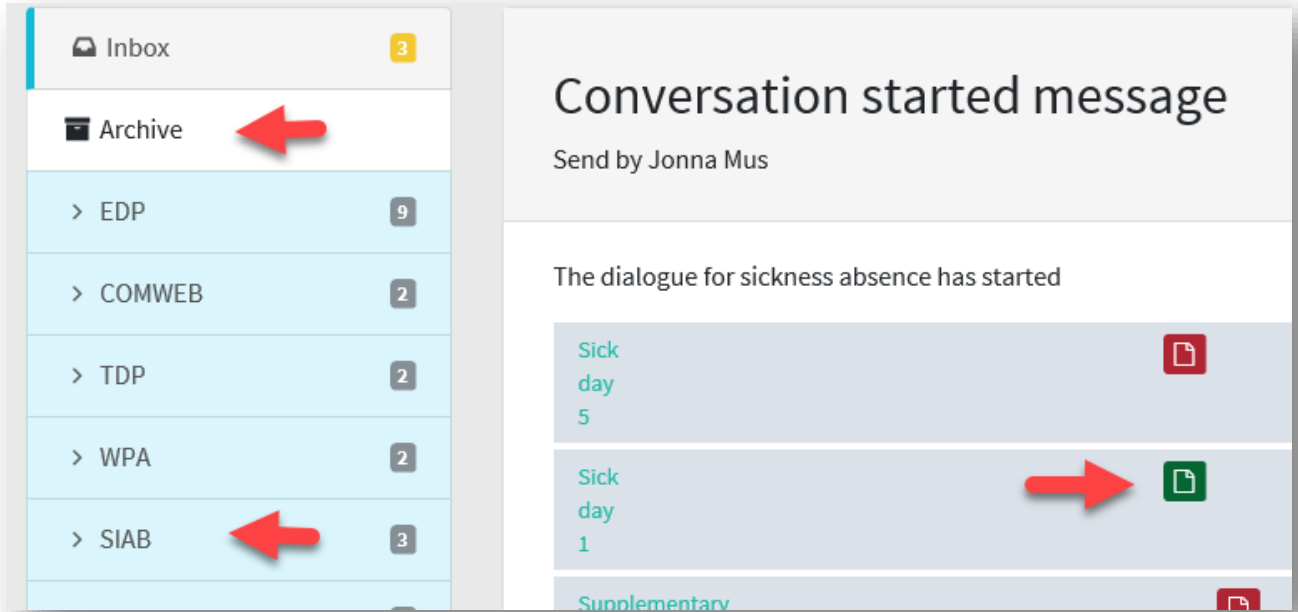 Inbox 3
Archive
EDP 9
COMWEB 2
TDP 2
WPA 2
SIAB 3
Conversation started message
Send by Jonna Mus
The dialogue for sickness absence has started
Sick
day
5
Sick
day
1
Supplementary